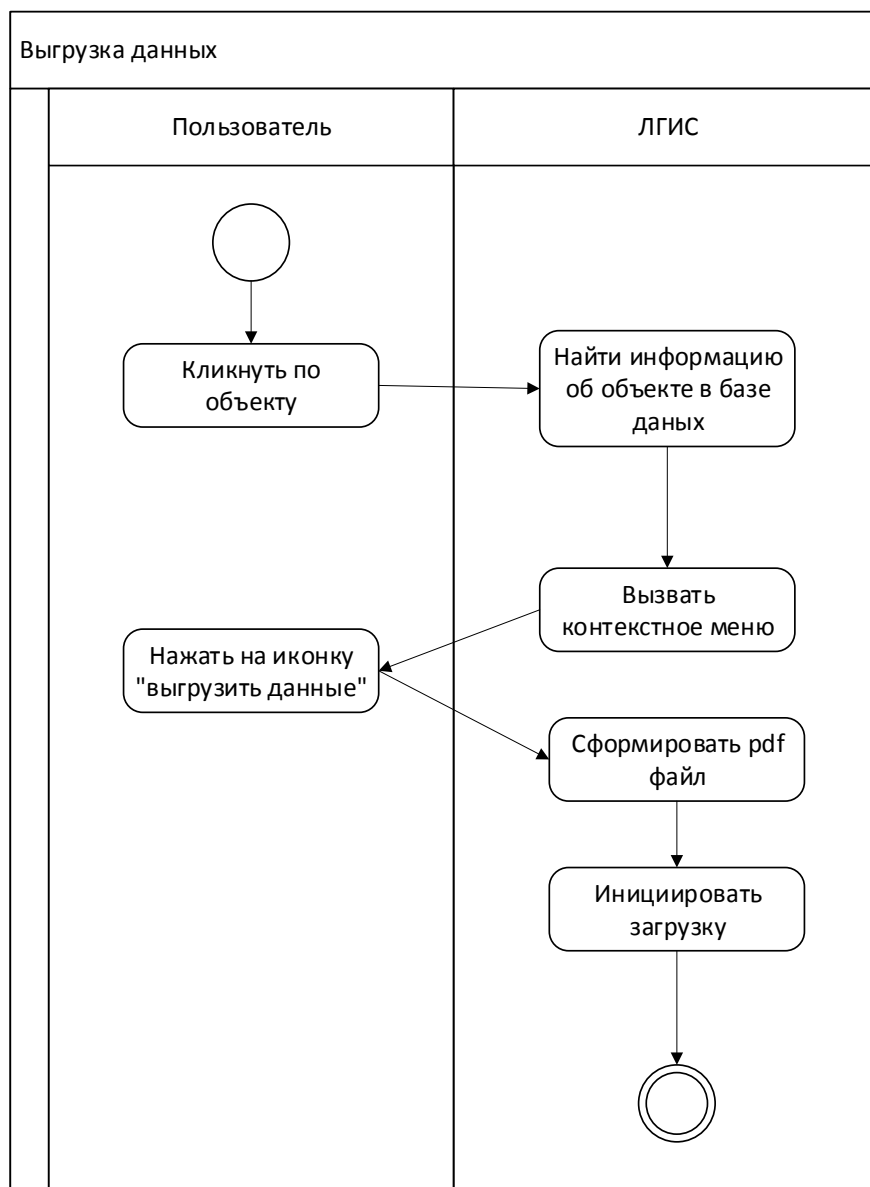 Выгрузка данных
Пользователь
ЛГИС
Кликнуть по
объекту
Найти информацию
об объекте в базе
даных
Вызвать
контекстное меню
Нажать на иконку
"выгрузить данные"
Сформировать pdf
файл
Инициировать
загрузку